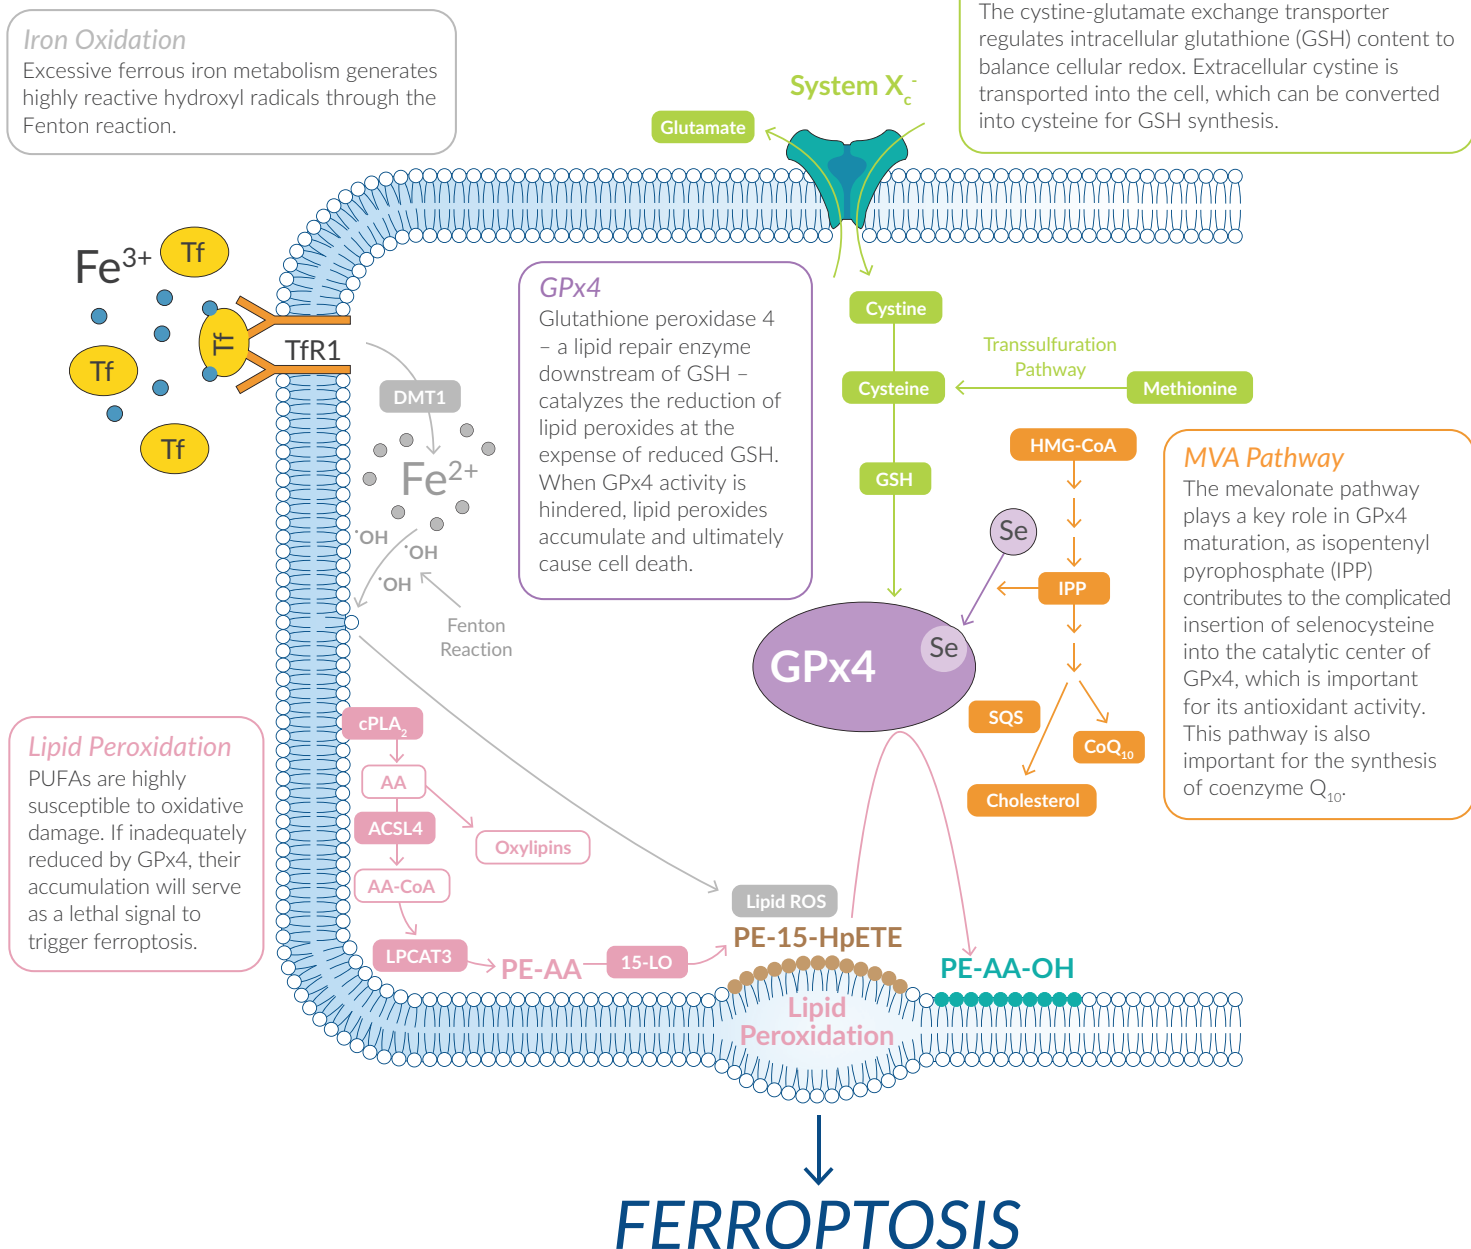 Iron Oxidation
Excessive ferrous iron metabolism generates
highly reactive hydroxyl radicals through the
Fenton reaction.
The cystine-glutamate exchange transporter
regulates intracellular glutathione (GSH) content to
balance cellular redox. Extracellular cystine is
transported into the cell, which can be converted
into cysteine for GSH synthesis.
System Xc-
Glutamate
Fe3+
Tf
Tf
Tf
Tf
TfR1
DMT1
Fe2+
•OH
•OH
•OH
Fenton
Reaction
GPx4
Glutathione peroxidase 4
– a lipid repair enzyme
downstream of GSH –
catalyzes the reduction of
lipid peroxides at the
expense of reduced GSH.
When GPx4 activity is
hindered, lipid peroxides
accumulate and ultimately
cause cell death.
Cystine
Cysteine
Transsulfuration
Pathway
Methionine
GSH
HMG-CoA
Se
IPP
GPx4
Se
SQS
CoQ10
Cholesterol
MVA Pathway
The mevalonate pathway
plays a key role in GPx4
maturation, as isopentenyl
pyrophosphate (IPP)
contributes to the complicated
insertion of selenocysteine
into the catalytic center of
GPx4, which is important
for its antioxidant activity.
This pathway is also
important for the synthesis
of coenzyme Q10.
Lipid Peroxidation
PUFAs are highly
susceptible to oxidative
damage. If inadequately
reduced by GPx4, their
accumulation will serve
as a lethal signal to
trigger ferroptosis.
cPLA2
AA
ACSL4
Oxylipins
AA-CoA
LPCAT3
PE-AA
15-LO
Lipid ROS
PE-15-HpETE
PE-AA-OH
Lipid
Peroxidation
FERROPTOSIS